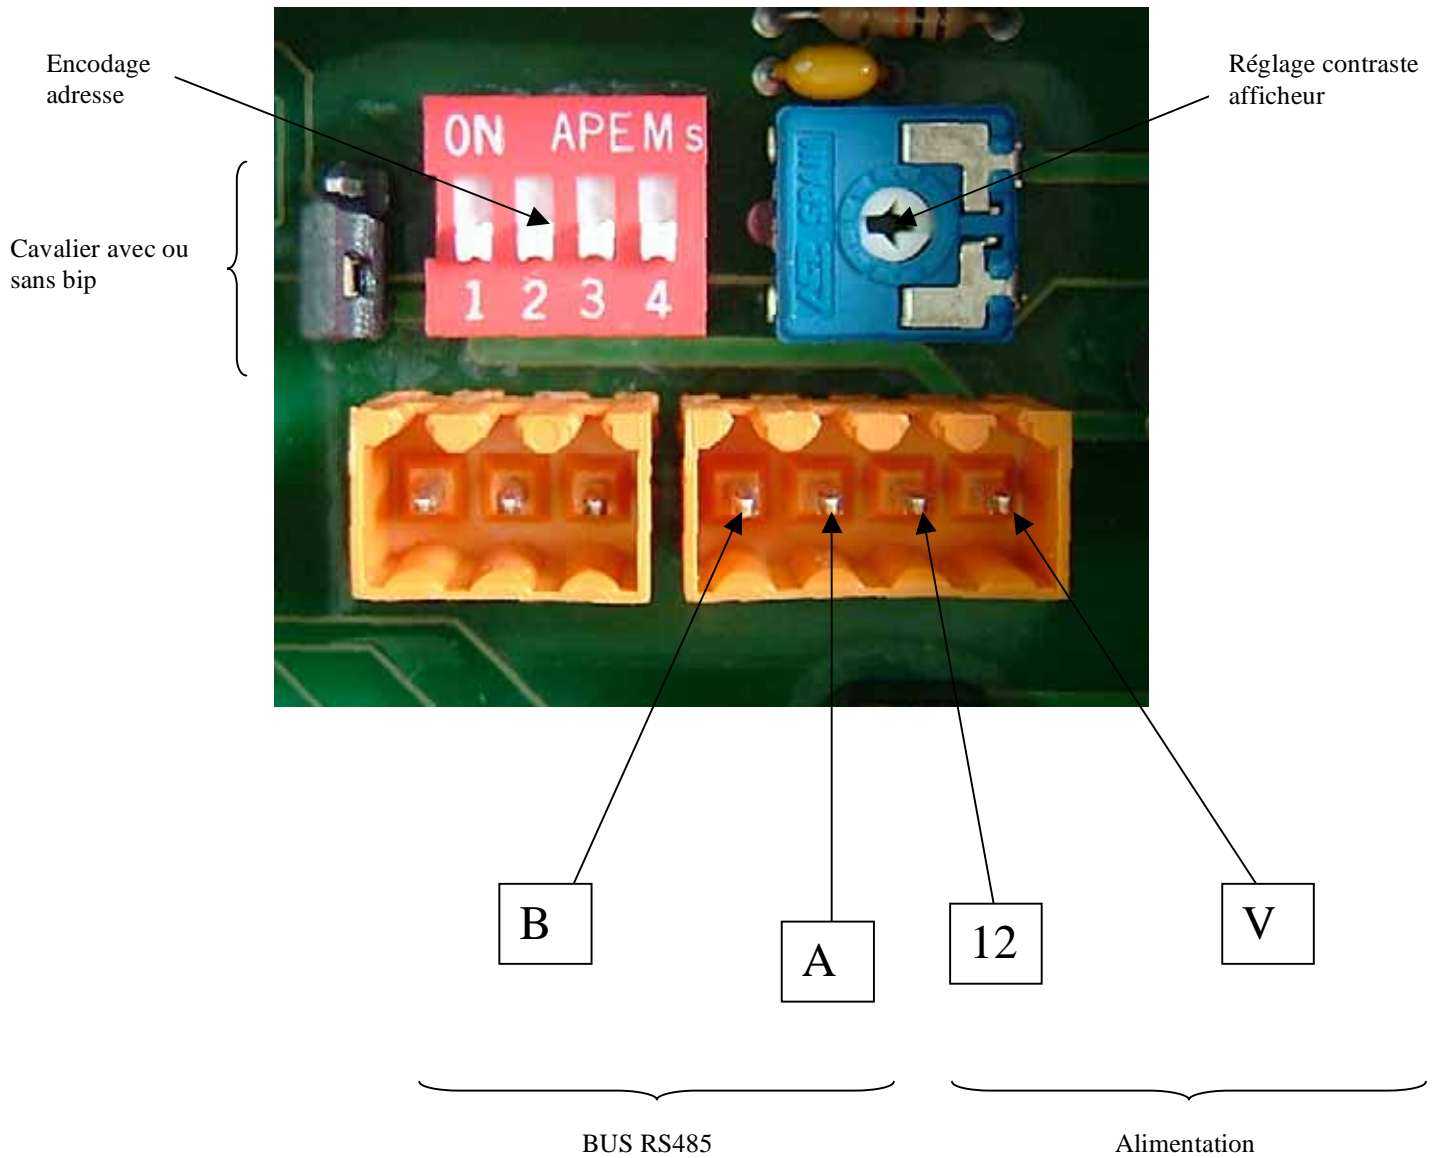 Encodage
adresse
Réglage contraste
afficheur
ON APEM s
Cavalier avec ou
sans bip
1 2 3 4
B
A
12
V
BUS RS485
Alimentation